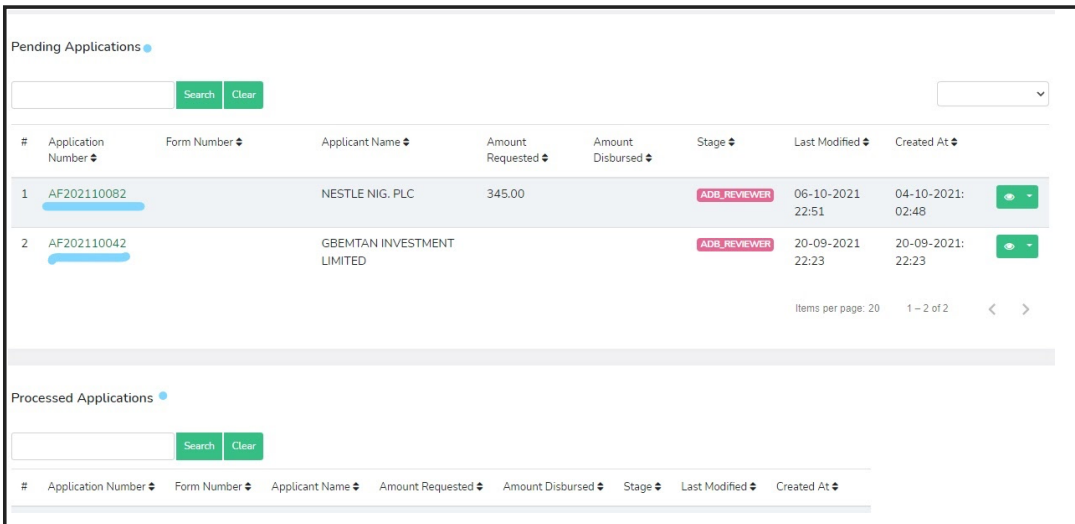 Pending Applications
Search Clear
# Application Number Form Number Applicant Name Amount Requested Amount Disbursed Stage Last Modified Created At
1 AF202110082 NESTLE NIG. PLC 345.00 ADB_REVIEWER 06-10-2021 22:51 04-10-2021: 02:48
2 AF202110042 GBEMTAN INVESTMENT LIMITED ADB_REVIEWER 20-09-2021 22:23 20-09-2021: 22:23
Items per page: 20 1 – 2 of 2
Processed Applications
Search Clear
# Application Number Form Number Applicant Name Amount Requested Amount Disbursed Stage Last Modified Created At